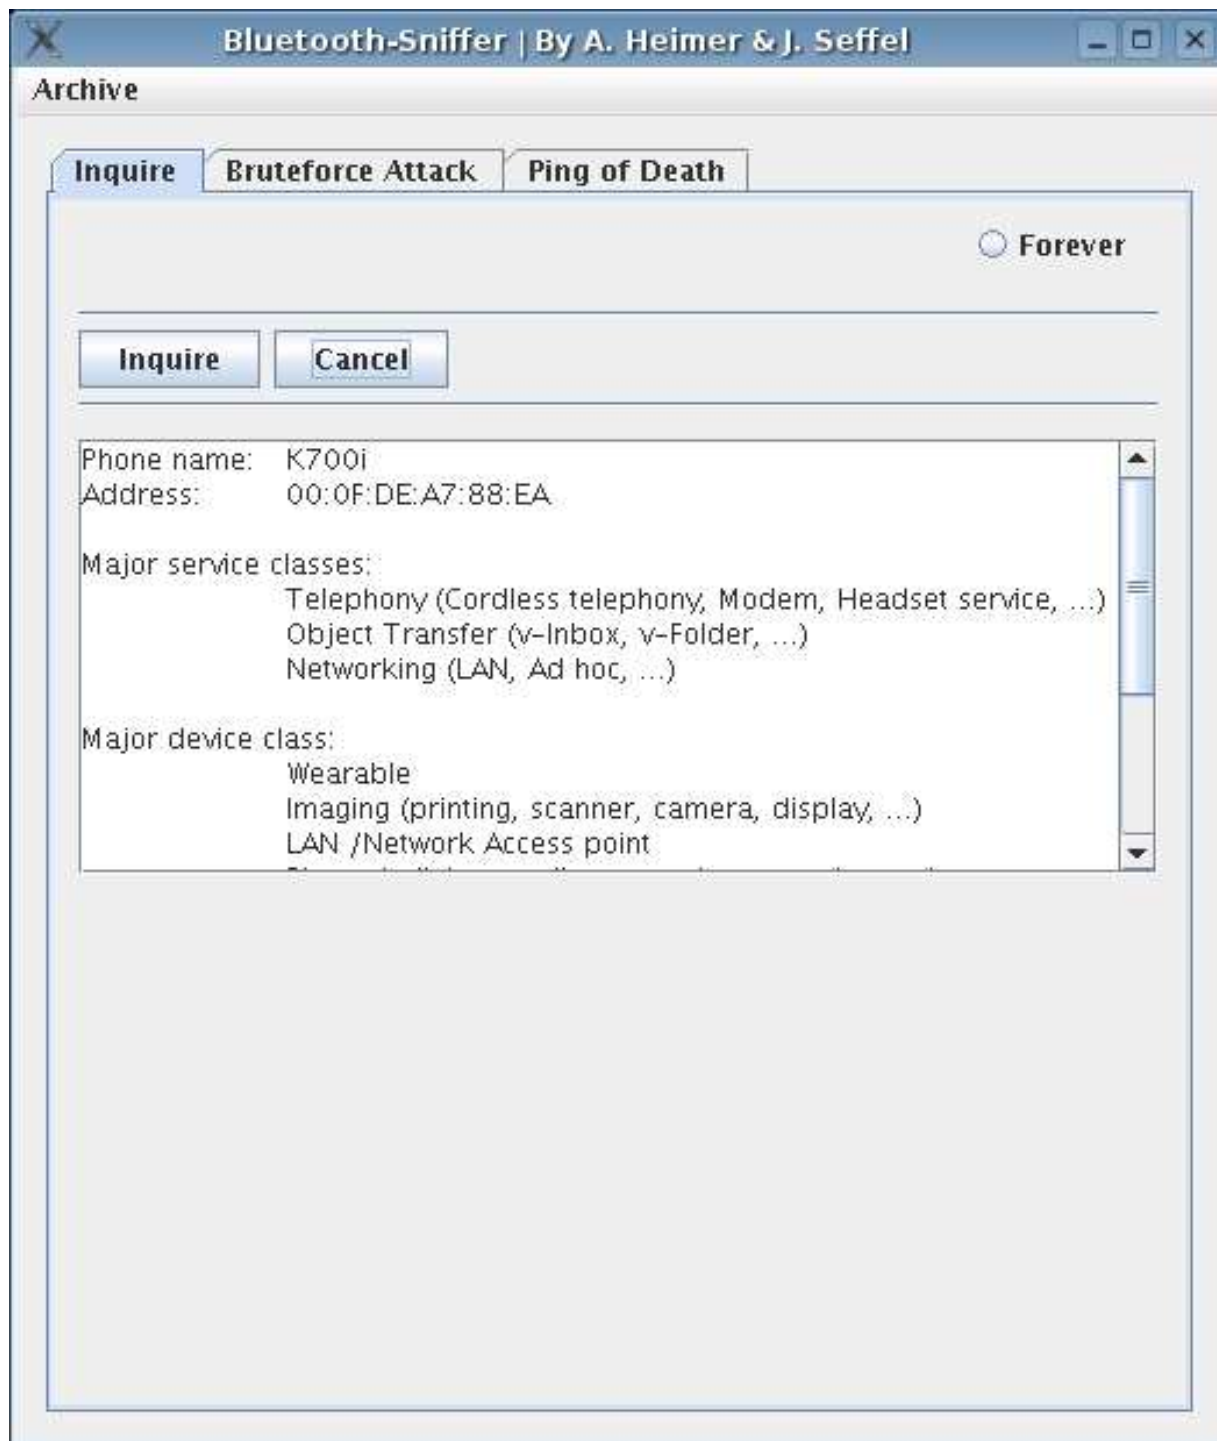 Bluetooth-Sniffer | By A. Heimer & J. Seffel
Archive
Inquire Bruteforce Attack Ping of Death
Forever
Inquire Cancel
Phone name: K700i
Address: 00:0F:DE:A7:88:EA
Major service classes:
Telephony (Cordless telephony, Modem, Headset service, ...)
Object Transfer (v-Inbox, v-Folder, ...)
Networking (LAN, Ad hoc, ...)
Major device class:
Wearable
Imaging (printing, scanner, camera, display, ...)
LAN /Network Access point